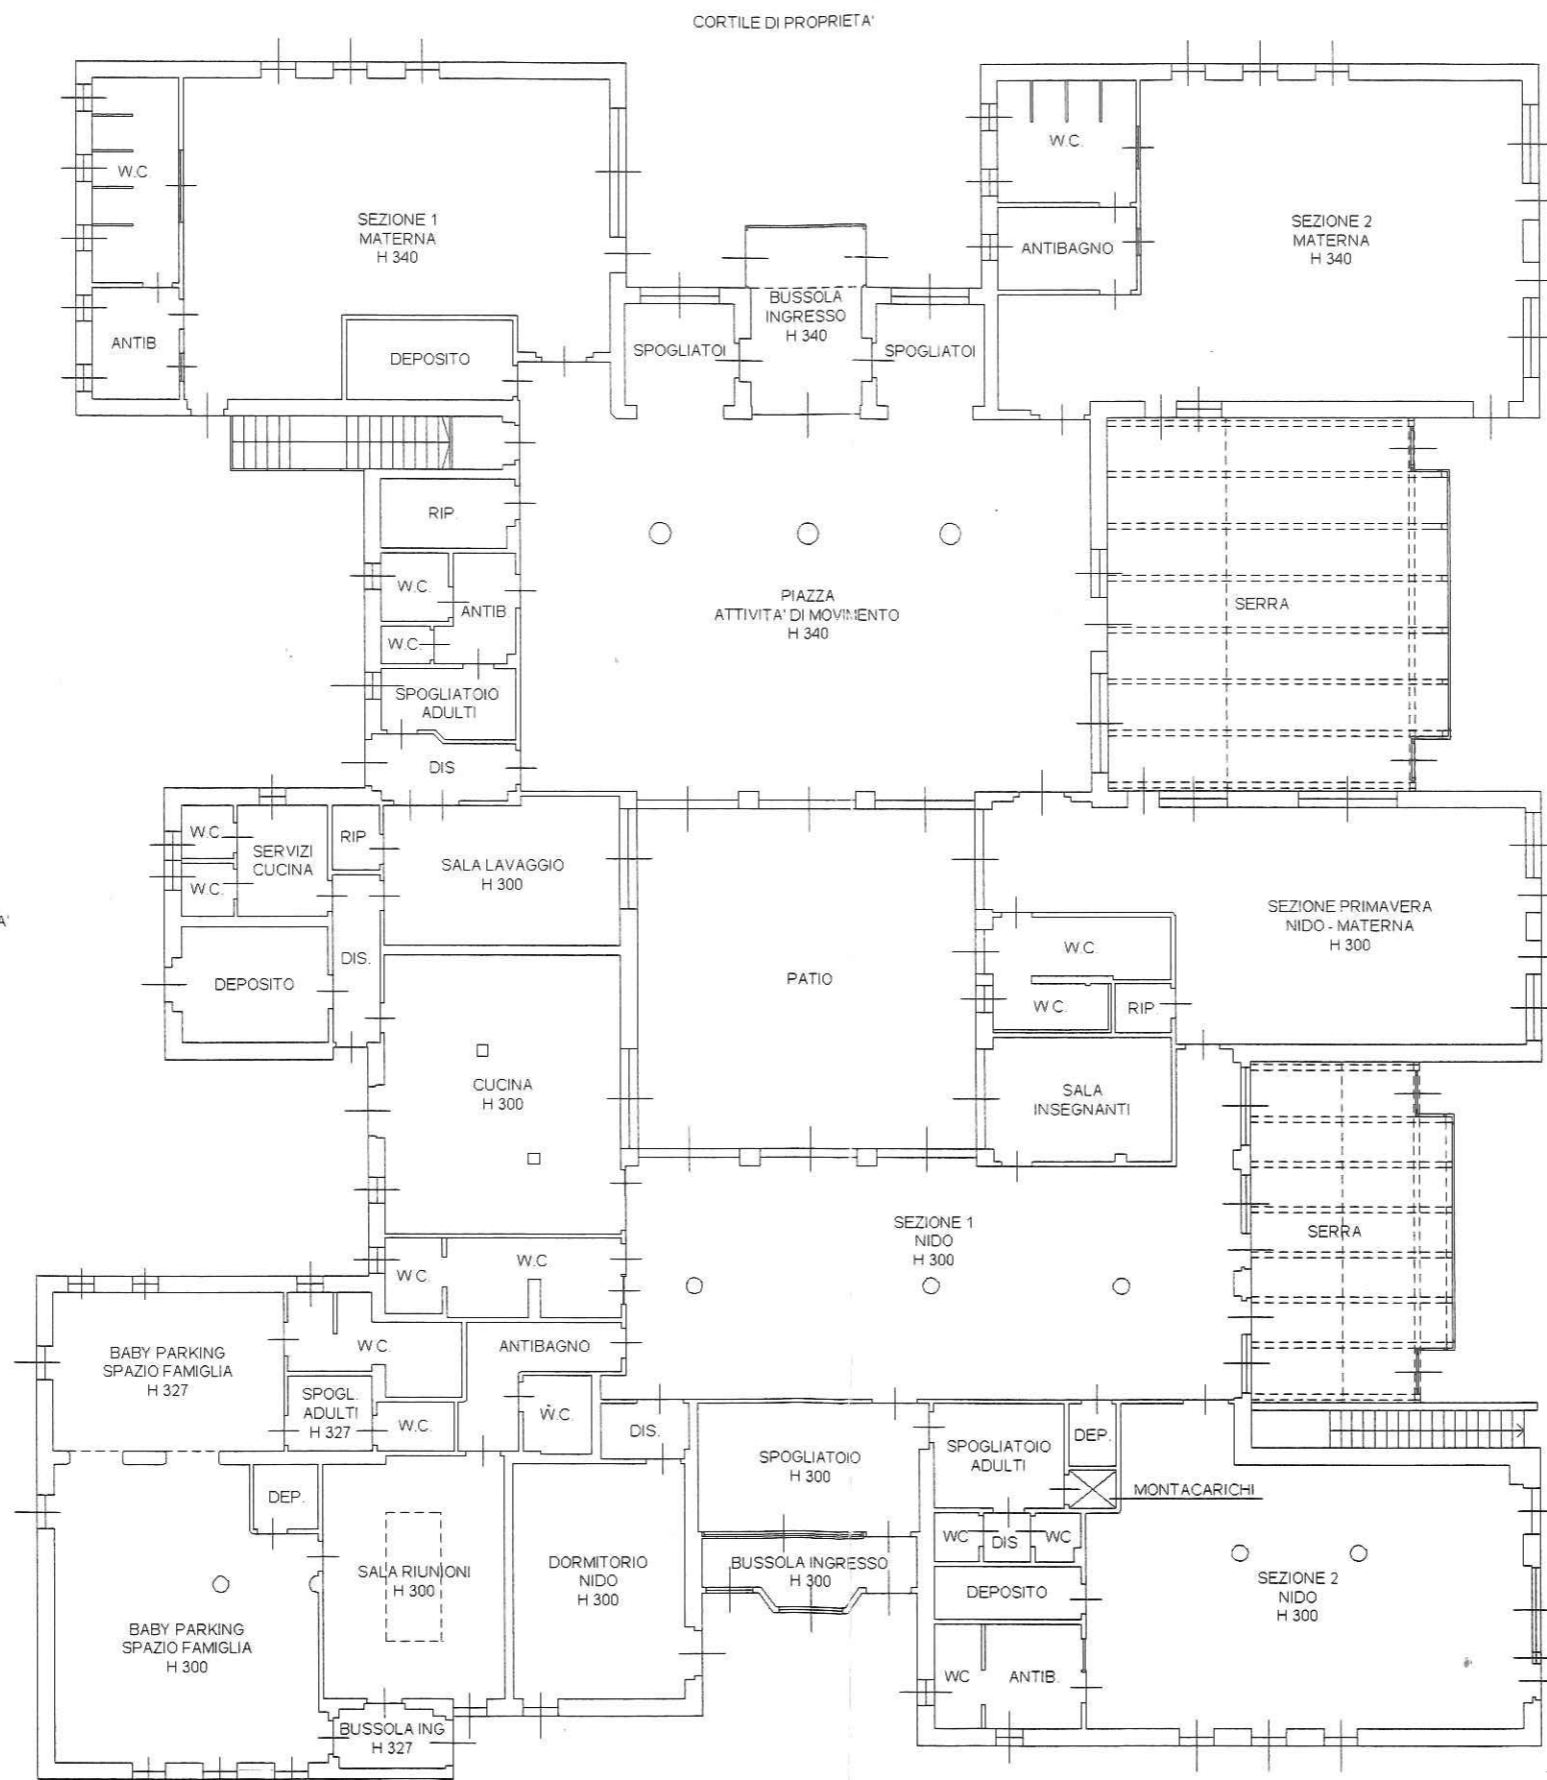 CORTILE DI PROPRIETA'
W.C
SEZIONE 1
MATERNA
H 340
W.C.
SEZIONE 2
MATERNA
H 340
ANTIBAGNO
BUSSOLA
INGRESSO
H 340
ANTIB
DEPOSITO
SPOGLIATOI
SPOGLIATOI
RIP.
W.C.
ANTIB.
W.C.
PIAZZA
ATTIVITA' DI MOVIMENTO
H 340
SERRA
SPOGLIATOIO
ADULTI
DIS
W.C.
SERVIZI
CUCINA
RIP
W.C.
SALA LAVAGGIO
H 300
SEZIONE PRIMAVERA
NIDO - MATERNA
H 300
A'
W.C.
DIS.
DEPOSITO
PATIO
W.C.
RIP.
CUCINA
H 300
SALA
INSEGNANTI
SEZIONE 1
NIDO
H 300
SERRA
W.C.
W.C
BABY PARKING
SPAZIO FAMIGLIA
H 327
W.C.
ANTIBAGNO
SPOGL.
ADULTI
H 327
W.C.
W.C.
DIS.
SPOGLIATOIO
H 300
SPOGLIATOIO
ADULTI
DEP.
MONTACARICHI
DEP.
WC
DIS
WC
SALA RIUNIONI
H 300
DORMITORIO
NIDO
H 300
BUSSOLA INGRESSO
H 300
DEPOSITO
SEZIONE 2
NIDO
H 300
BABY PARKING
SPAZIO FAMIGLIA
H 300
WC
ANTIB.
BUSSOLA ING
H 327